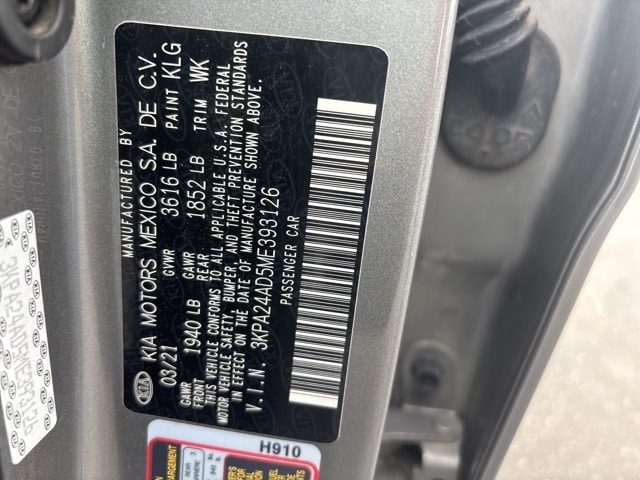 MANUFACTURED BY
KIA KIA MOTORS MEXICO S.A. DE C.V.
03/21 GVWR 3616 LB PAINT KLG
GAWR FRONT 1940 LB GAWR REAR 1852 LB TRIM WK
THIS VEHICLE CONFORMS TO ALL APPLICABLE U.S.A. FEDERAL
MOTOR VEHICLE SAFETY, BUMPER, AND THEFT PREVENTION STANDARDS
IN EFFECT ON THE DATE OF MANUFACTURE SHOWN ABOVE.
V.I.N. 3KPA24AD5ME393126
PASSENGER CAR
H910